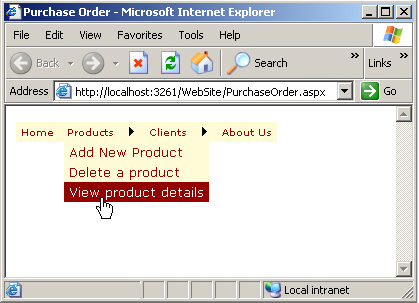 Purchase Order - Microsoft Internet Explorer
File Edit View Favorites Tools Help
Back Search » Links »
Address http://localhost:3261/WebSite/PurchaseOrder.aspx Go
Home Products Clients About Us
Add New Product
Delete a product
View product details
Local intranet